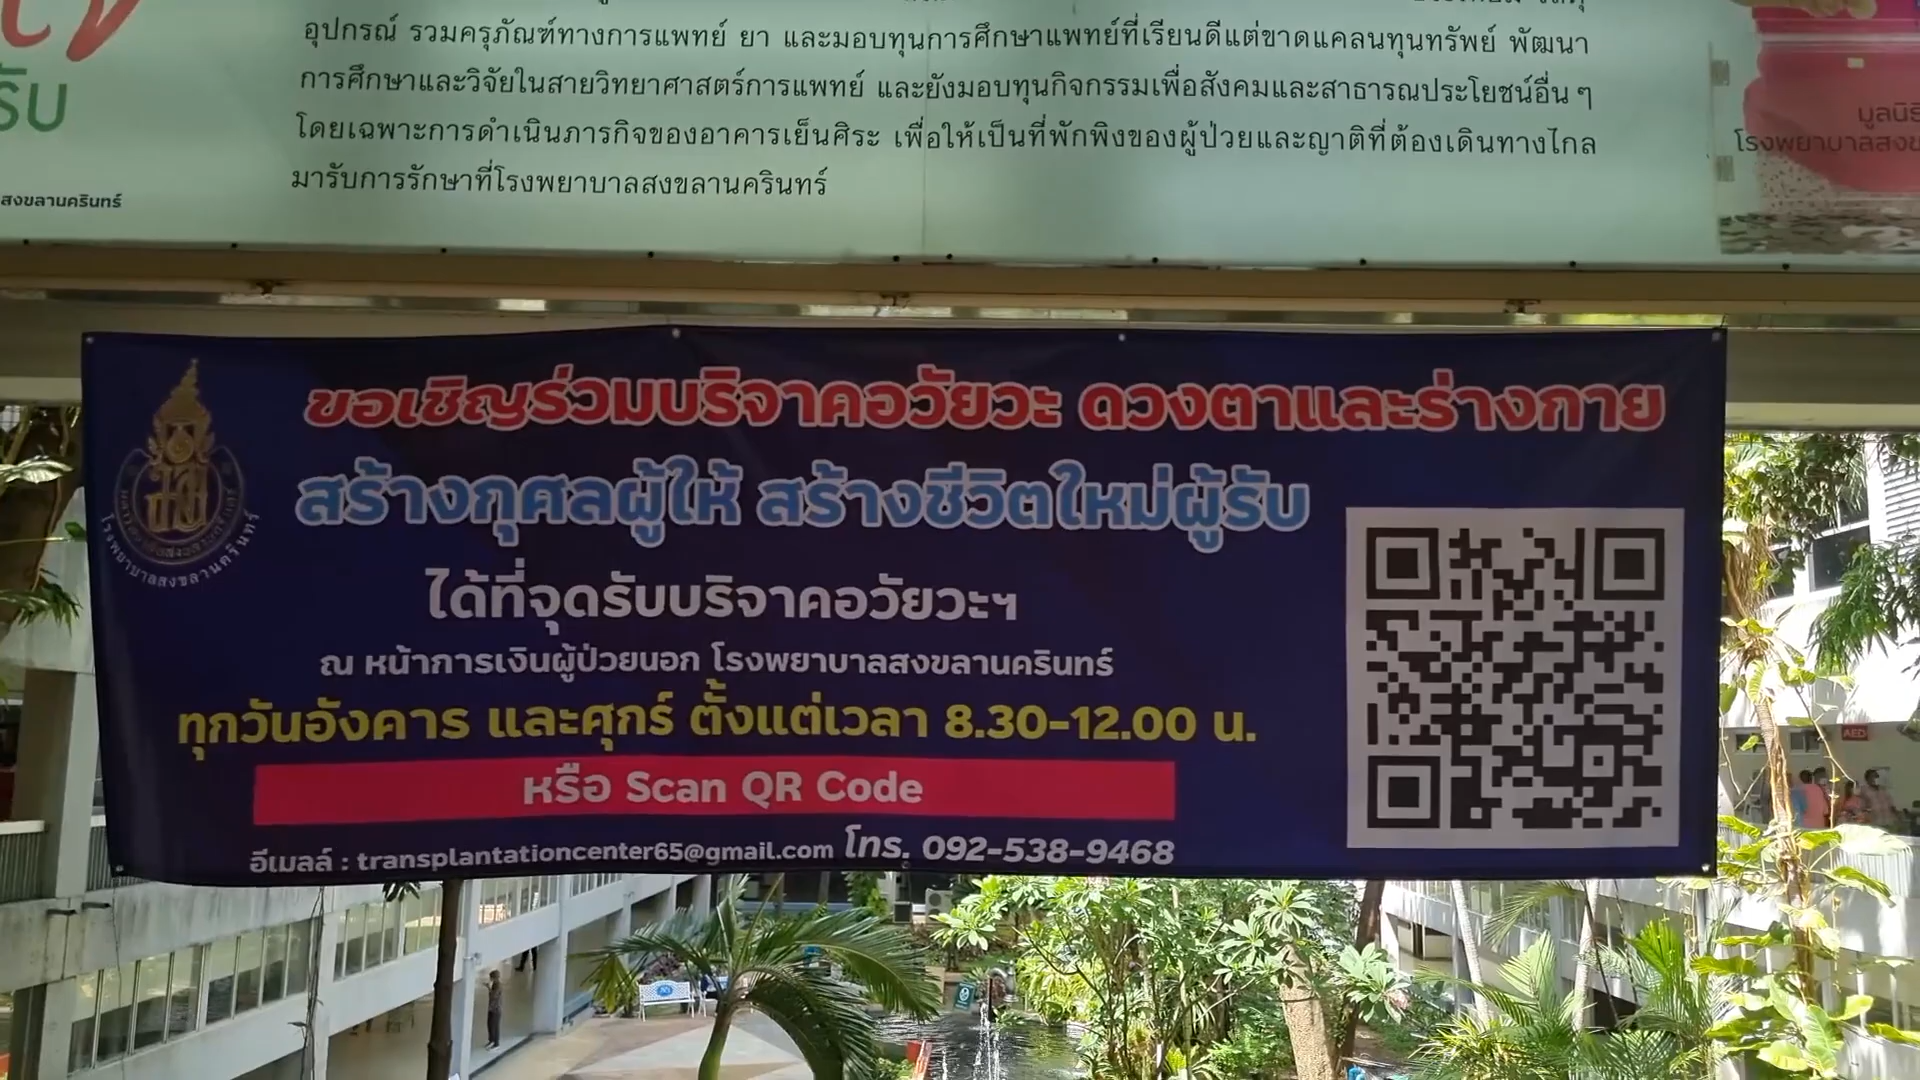 อุปกรณ์ รวมครุภัณฑ์ทางการแพทย์ ยา และมอบทุนการศึกษาแพทย์ที่เรียนดีแต่ขาดแคลนทุนทรัพย์ พัฒนา
การศึกษาและวิจัยในสายวิทยาศาสตร์การแพทย์ และยังมอบทุนกิจกรรมเพื่อสังคมและสาธารณประโยชน์อื่น ๆ
โดยเฉพาะการดำเนินภารกิจของอาคารเย็นศิระ เพื่อให้เป็นที่พักพิงของผู้ป่วยและญาติที่ต้องเดินทางไกล
มารับการรักษาที่โรงพยาบาลสงขลานครินทร์
รับ
สงขลานครินทร์
ขอเชิญร่วมบริจาคอวัยวะ ดวงตาและร่างกาย
สร้างกุศลผู้ให้ สร้างชีวิตใหม่ผู้รับ
ได้ที่จุดรับบริจาคอวัยวะฯ
ณ หน้าการเงินผู้ป่วยนอก โรงพยาบาลสงขลานครินทร์
ทุกวันอังคาร และศุกร์ ตั้งแต่เวลา 8.30-12.00 น.
หรือ Scan QR Code
อีเมลล์ : transplantationcenter65@gmail.com โทร. 092-538-9468
โรงพยาบาลสงขลานครินทร์
AED